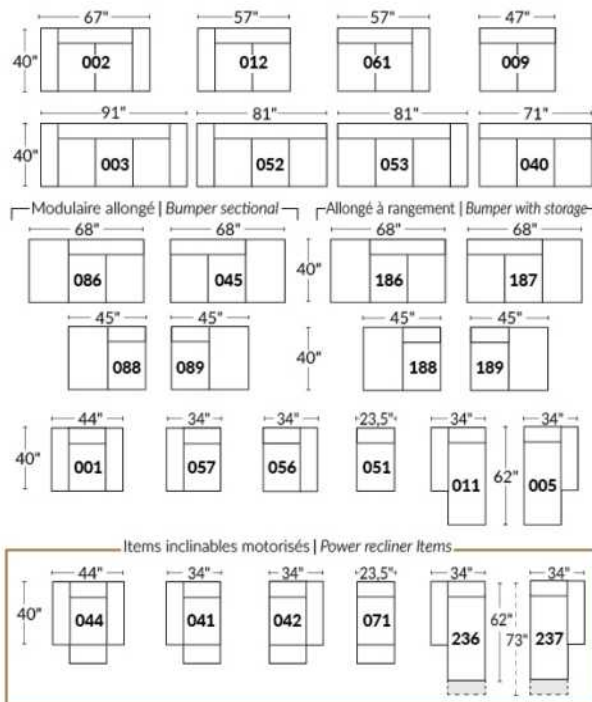 67" 57" 57" 47"
40" 002 012 061 009
91" 81" 81" 71"
40" 003 052 053 040
Modulaire allongé | Bumper sectional Allongé à rangement | Bumper with storage
68" 68" 68" 68"
086 045 40" 186 187
45" 45" 45" 45"
088 089 40" 188 189
44" 34" 34" 23,5" 34" 34"
40" 001 057 056 051 011 62" 005
Items inclinables motorisés | Power recliner Items
44" 34" 34" 23,5" 34" 34"
40" 044 041 042 071 236 62" 73" 237